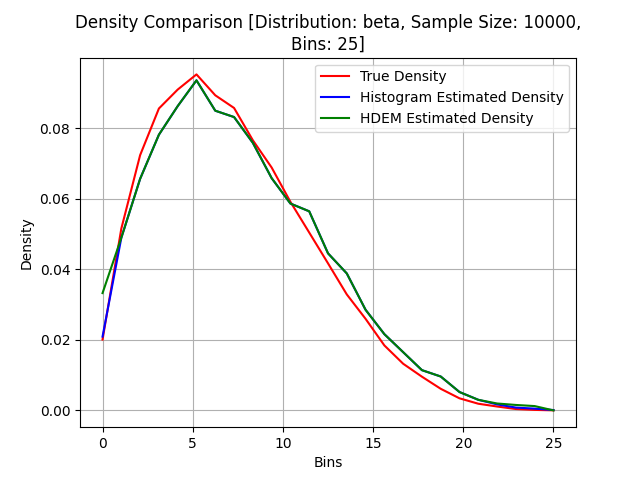 Density Comparison [Distribution: beta, Sample Size: 10000,
Bins: 25]
True Density
Histogram Estimated Density
HDEM Estimated Density
Density
0.08
0.06
0.04
0.02
0.00
0
5
10
15
20
25
Bins